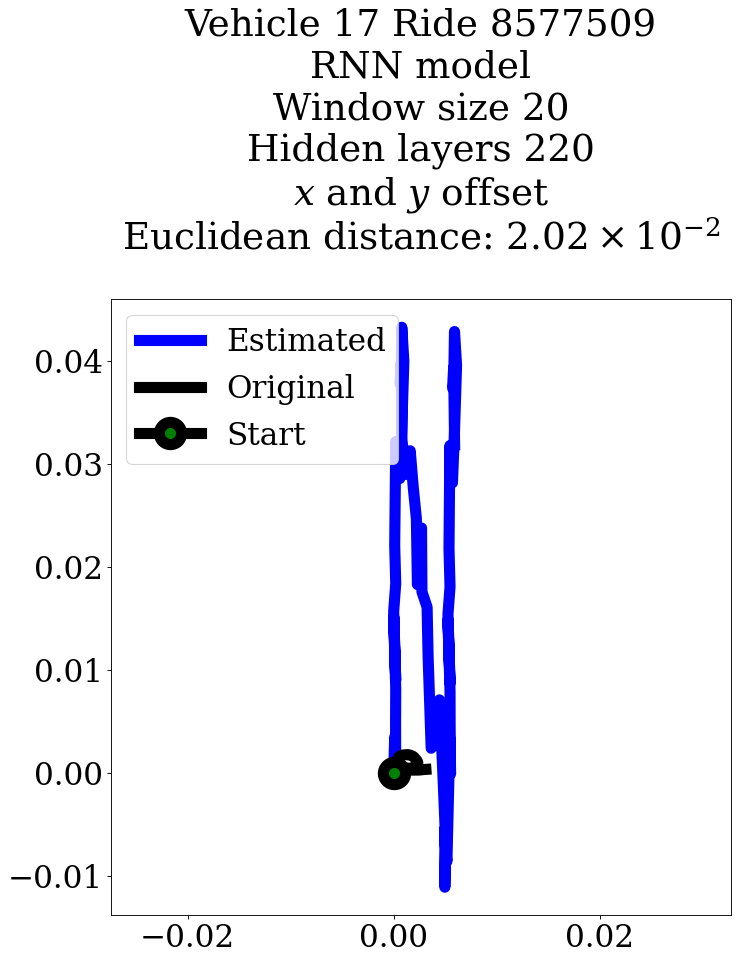 Vehicle 17 Ride 8577509
RNN model
Window size 20
Hidden layers 220
x and y offset
Euclidean distance: 2.02 × 10⁻²
Estimated
Original
Start
0.04
0.03
0.02
0.01
0.00
−0.01
−0.02 0.00 0.02